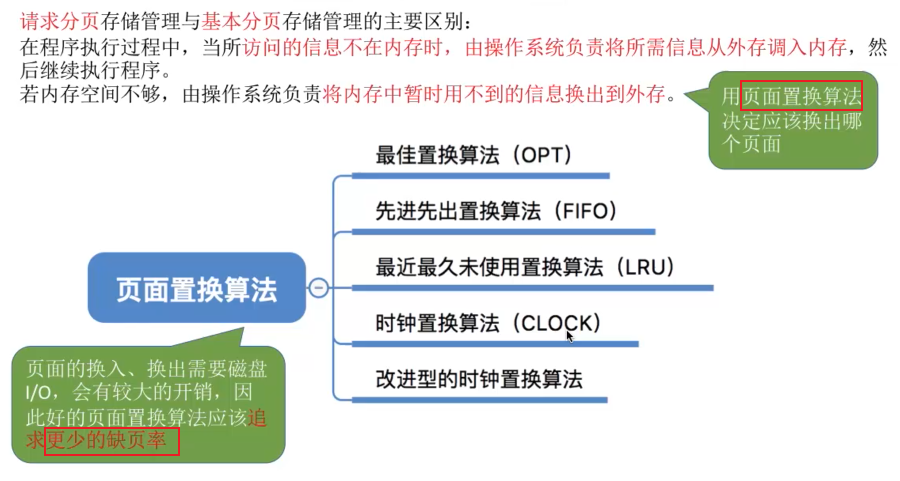 请求分页存储管理与基本分页存储管理的主要区别：
在程序执行过程中，当所访问的信息不在内存时，由操作系统负责将所需信息从外存调入内存，然
后继续执行程序。
若内存空间不够，由操作系统负责将内存中暂时用不到的信息换出到外存。
用页面置换算法
决定应该换出哪
个页面
页面置换算法
最佳置换算法（OPT）
先进先出置换算法（FIFO）
最近最久未使用置换算法（LRU）
时钟置换算法（CLOCK）
改进型的时钟置换算法
页面的换入、换出需要磁盘
I/O，会有较大的开销，因
此好的页面置换算法应该追
求更少的缺页率